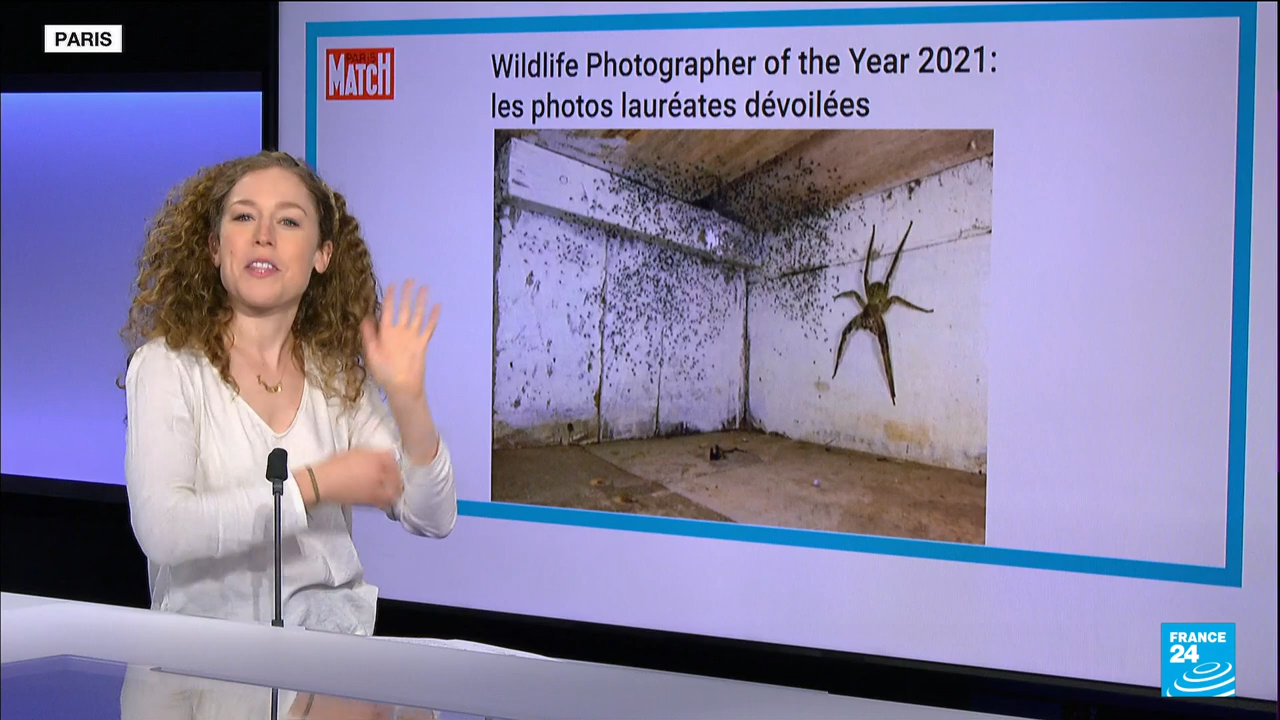 PARIS
PARIS
MATCH
Wildlife Photographer of the Year 2021:
les photos lauréates dévoilées
FRANCE
24